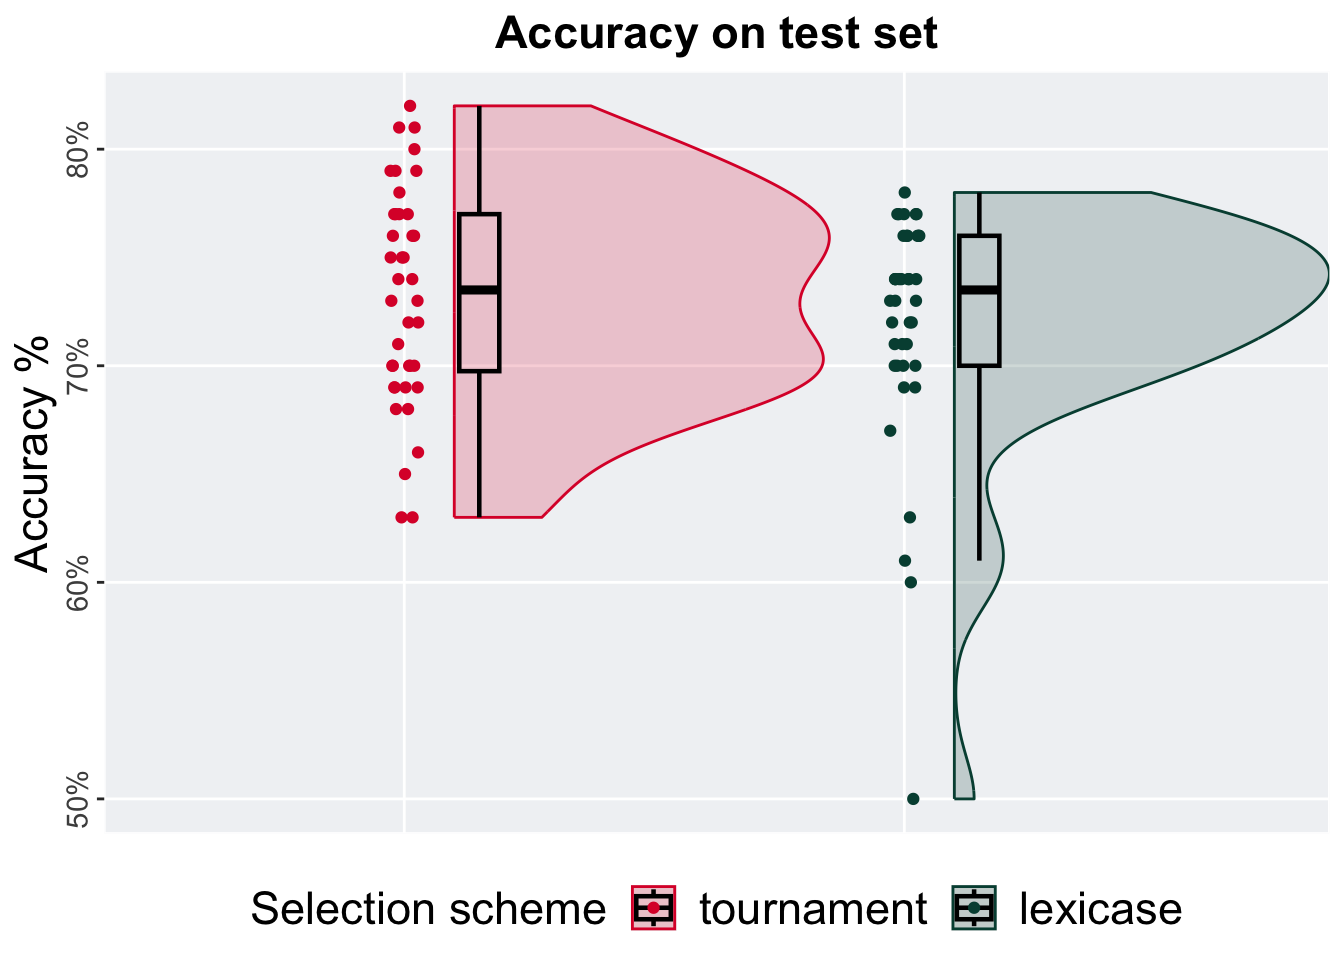 Accuracy on test set
Accuracy %
80%
70%
60%
50%
Selection scheme tournament lexicase